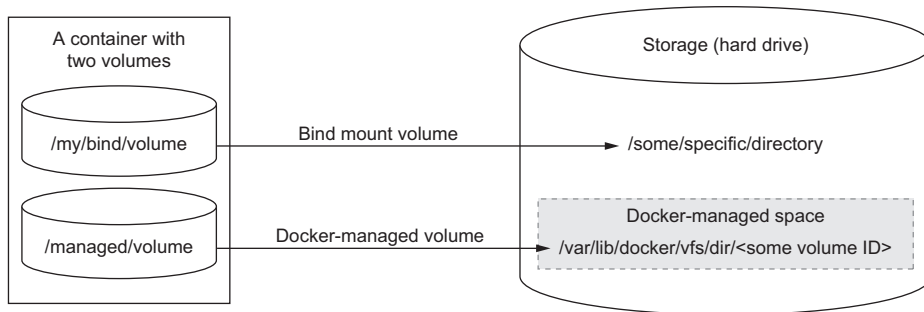 A container with
two volumes
/my/bind/volume
/managed/volume
Bind mount volume
Docker-managed volume
Storage (hard drive)
/some/specific/directory
Docker-managed space
/var/lib/docker/vfs/dir/<some volume ID>